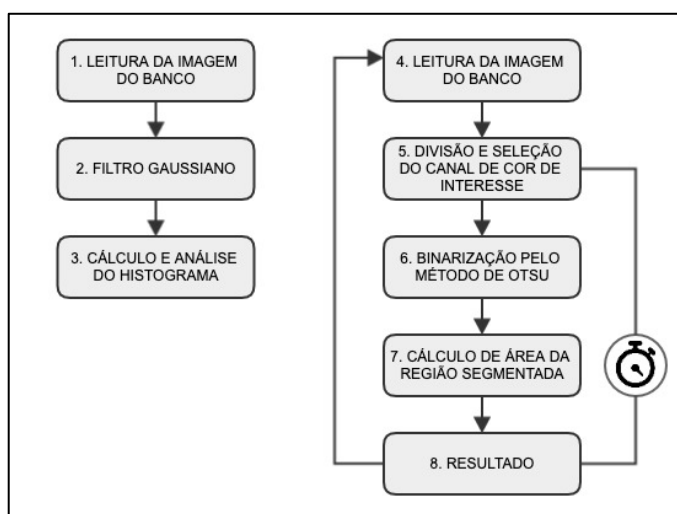 1. LEITURA DA IMAGEM
DO BANCO
2. FILTRO GAUSSIANO
3. CÁLCULO E ANÁLISE
DO HISTOGRAMA
4. LEITURA DA IMAGEM
DO BANCO
5. DIVISÃO E SELEÇÃO
DO CANAL DE COR DE
INTERESSE
6. BINARIZAÇÃO PELO
MÉTODO DE OTSU
7. CÁLCULO DE ÁREA DA
REGIÃO SEGMENTADA
8. RESULTADO